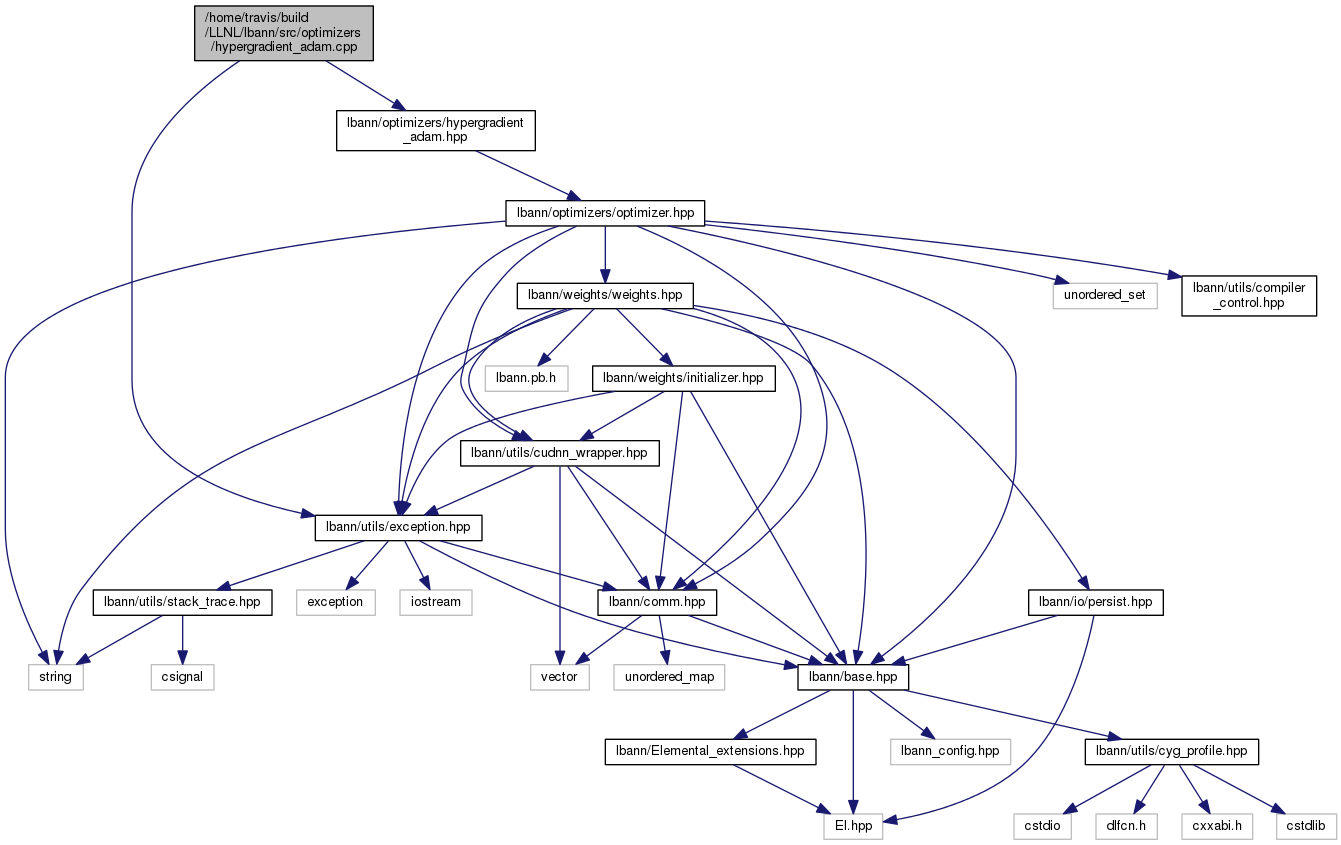 /home/travis/build
/LLNL/lbann/src/optimizers
/hypergradient_adam.cpp
lbann/optimizers/hypergradient
_adam.hpp
lbann/optimizers/optimizer.hpp
lbann/weights/weights.hpp
unordered_set
lbann/utils/compiler
_control.hpp
lbann.pb.h
lbann/weights/initializer.hpp
lbann/utils/cudnn_wrapper.hpp
lbann/utils/exception.hpp
lbann/utils/stack_trace.hpp
exception
iostream
lbann/comm.hpp
lbann/io/persist.hpp
string
csignal
vector
unordered_map
lbann/base.hpp
lbann/Elemental_extensions.hpp
lbann_config.hpp
lbann/utils/cyg_profile.hpp
El.hpp
cstdio
dlfcn.h
cxxabi.h
cstdlib